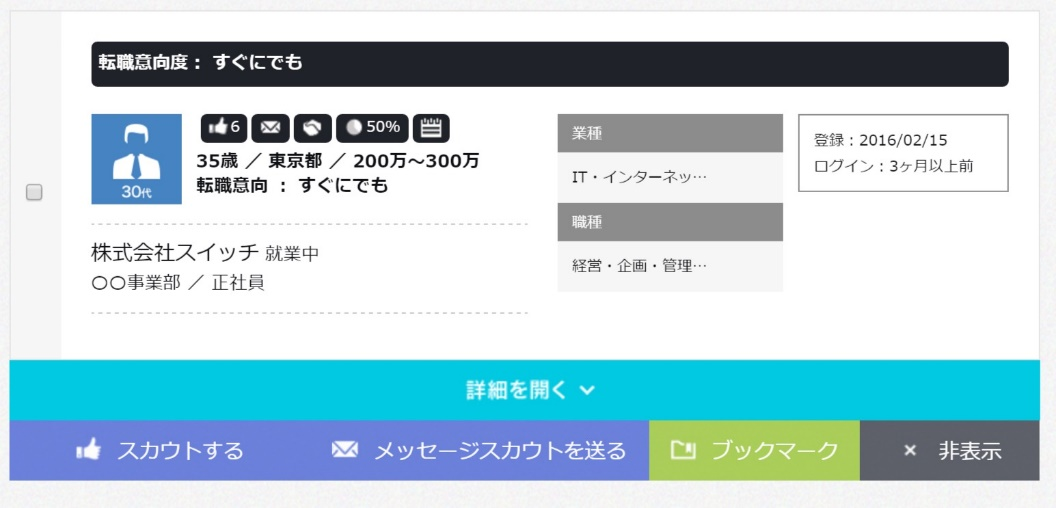 転職意向度： すぐにでも
6
50%
35歳 ／ 東京都 ／ 200万〜300万
転職意向 ： すぐにでも
30代
株式会社スイッチ 就業中
〇〇事業部 ／ 正社員
業種
IT・インターネッ…
職種
経営・企画・管理…
登録：2016/02/15
ログイン：3ヶ月以上前
詳細を開く
スカウトする
メッセージスカウトを送る
ブックマーク
× 非表示